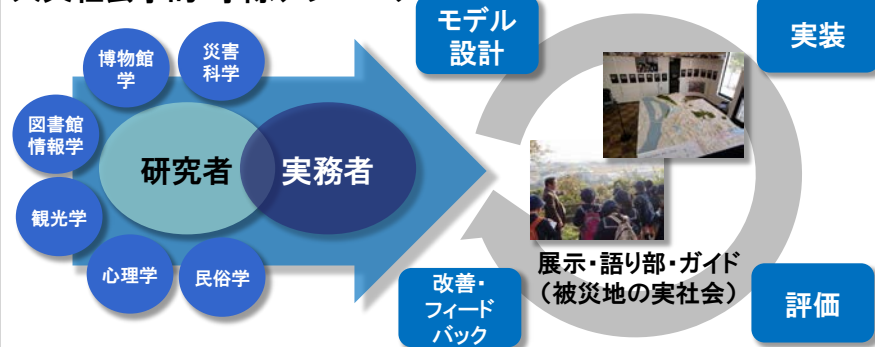 モデル
設計
実装
博物館
学
災害
科学
図書館
情報学
研究者
実務者
観光学
心理学
民俗学
展示・語り部・ガイド
（被災地の実社会）
改善・
フィード
バック
評価